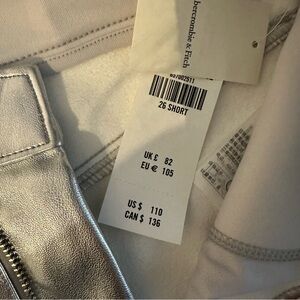 Abercrombie & Fitch
26 SHORT
UK £ 82
EU € 105
US $ 110
CAN $ 136